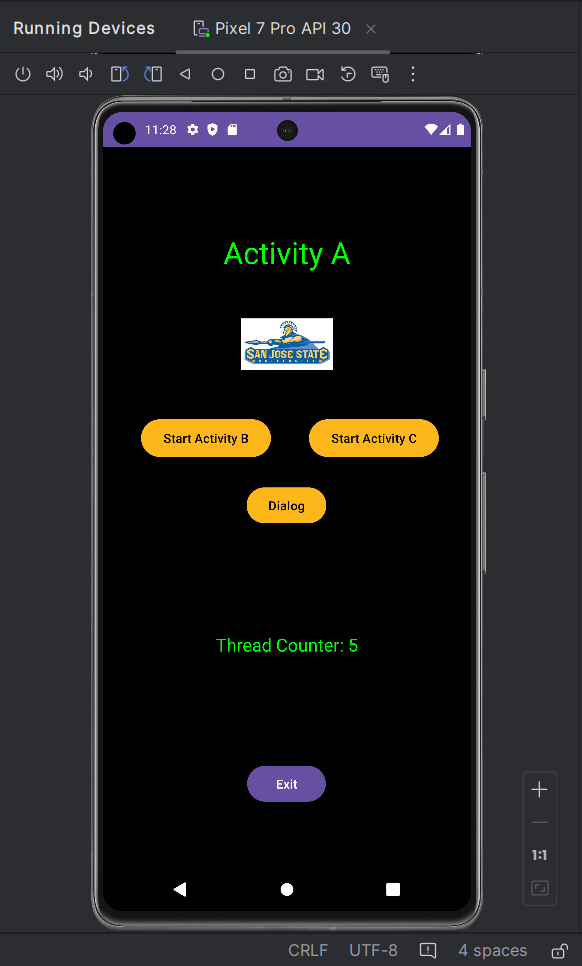 Running Devices Pixel 7 Pro API 30
11:28
Activity A
SAN JOSE STATE
UNIVERSITY
Start Activity B Start Activity C
Dialog
Thread Counter: 5
Exit
1:1
CRLF UTF-8 4 spaces